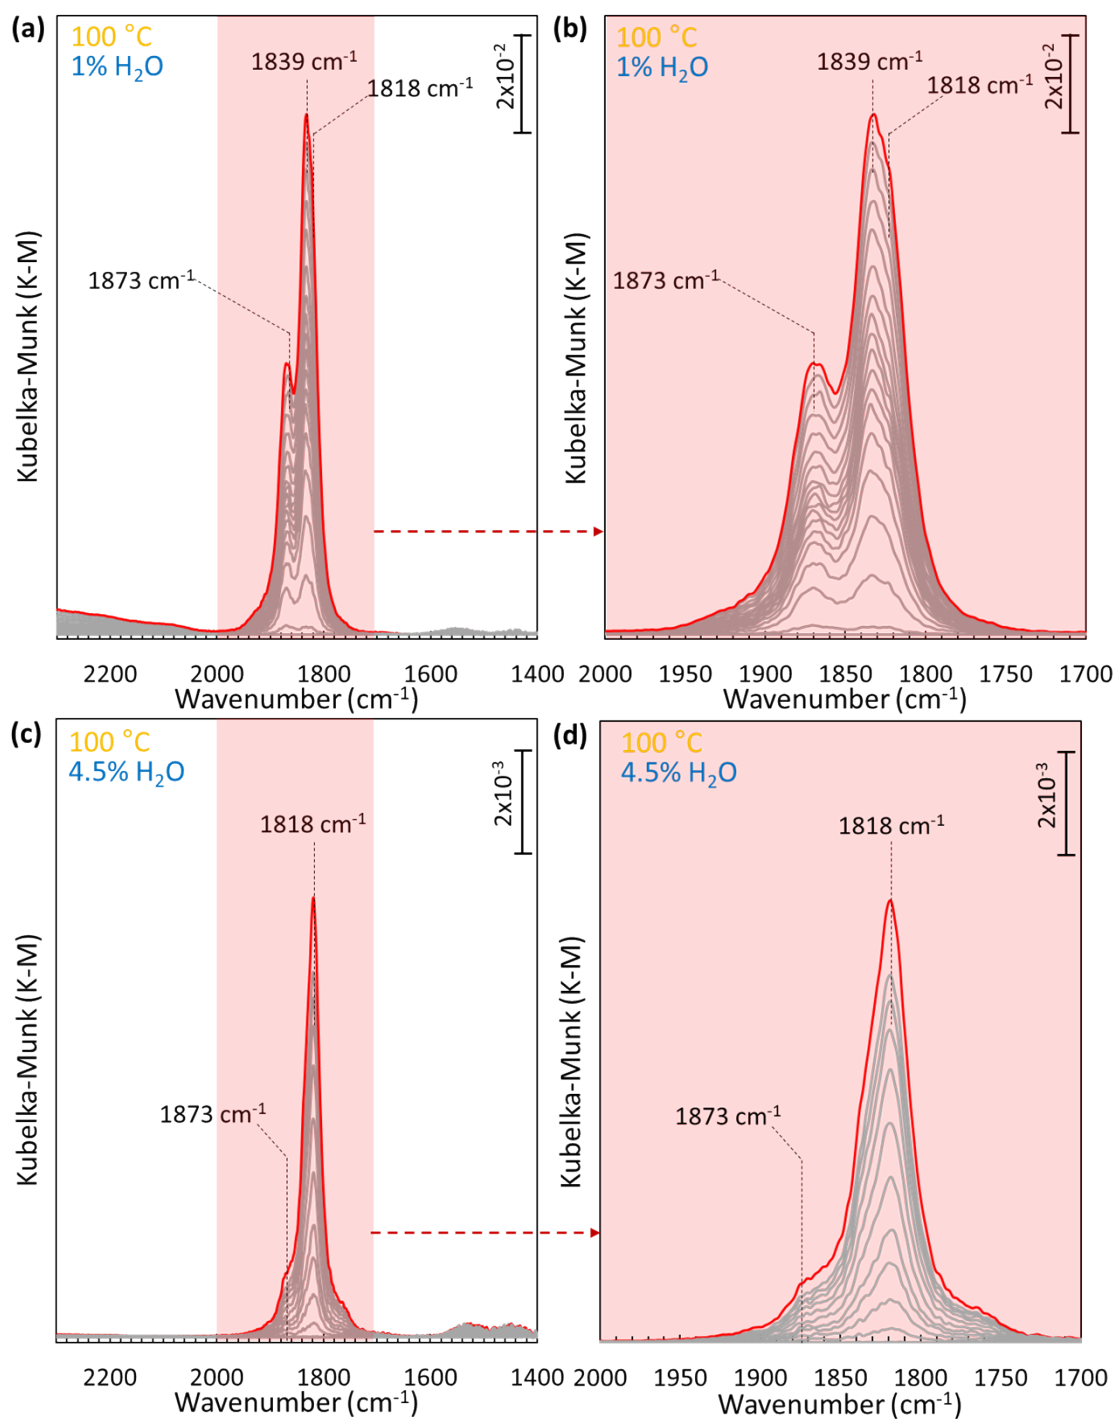 (a)
100 °C
1% H₂O
1839 cm⁻¹
1818 cm⁻¹
1873 cm⁻¹
2x10⁻²
Kubelka-Munk (K-M)
2200 2000 1800 1600 1400
Wavenumber (cm⁻¹)
(b)
100 °C
1% H₂O
1839 cm⁻¹
1818 cm⁻¹
1873 cm⁻¹
2x10⁻²
Kubelka-Munk (K-M)
2000 1950 1900 1850 1800 1750 1700
Wavenumber (cm⁻¹)
(c)
100 °C
4.5% H₂O
1818 cm⁻¹
1873 cm⁻¹
2x10⁻³
Kubelka-Munk (K-M)
2200 2000 1800 1600 1400
Wavenumber (cm⁻¹)
(d)
100 °C
4.5% H₂O
1818 cm⁻¹
1873 cm⁻¹
2x10⁻³
Kubelka-Munk (K-M)
2000 1950 1900 1850 1800 1750 1700
Wavenumber (cm⁻¹)